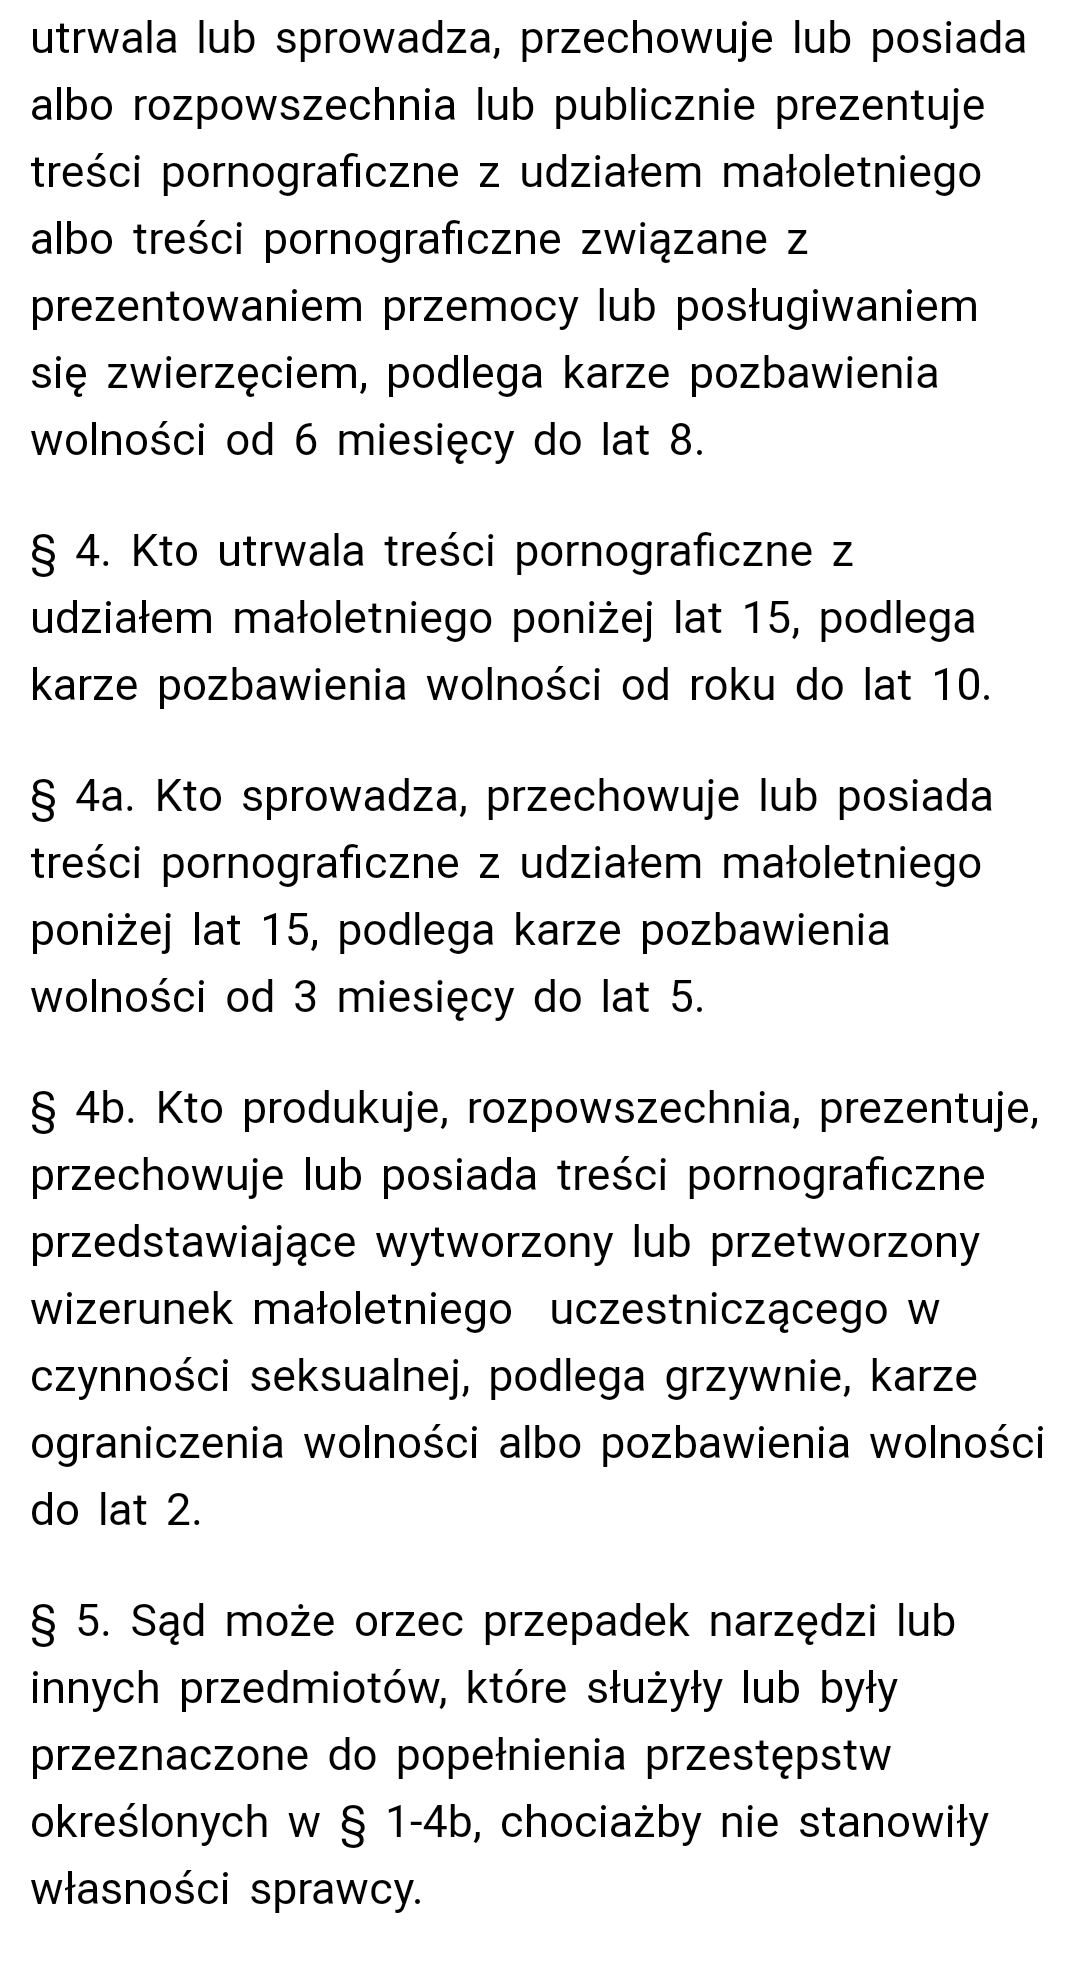 utrwala lub sprowadza, przechowuje lub posiada
albo rozpowszechnia lub publicznie prezentuje
treści pornograficzne z udziałem małoletniego
albo treści pornograficzne związane z
prezentowaniem przemocy lub posługiwaniem
się zwierzęciem, podlega karze pozbawienia
wolności od 6 miesięcy do lat 8.
§ 4. Kto utrwala treści pornograficzne z
udziałem małoletniego poniżej lat 15, podlega
karze pozbawienia wolności od roku do lat 10.
§ 4a. Kto sprowadza, przechowuje lub posiada
treści pornograficzne z udziałem małoletniego
poniżej lat 15, podlega karze pozbawienia
wolności od 3 miesięcy do lat 5.
§ 4b. Kto produkuje, rozpowszechnia, prezentuje,
przechowuje lub posiada treści pornograficzne
przedstawiające wytworzony lub przetworzony
wizerunek małoletniego uczestniczącego w
czynności seksualnej, podlega grzywnie, karze
ograniczenia wolności albo pozbawienia wolności
do lat 2.
§ 5. Sąd może orzec przepadek narzędzi lub
innych przedmiotów, które służyły lub były
przeznaczone do popełnienia przestępstw
określonych w § 1-4b, chociażby nie stanowiły
własności sprawcy.